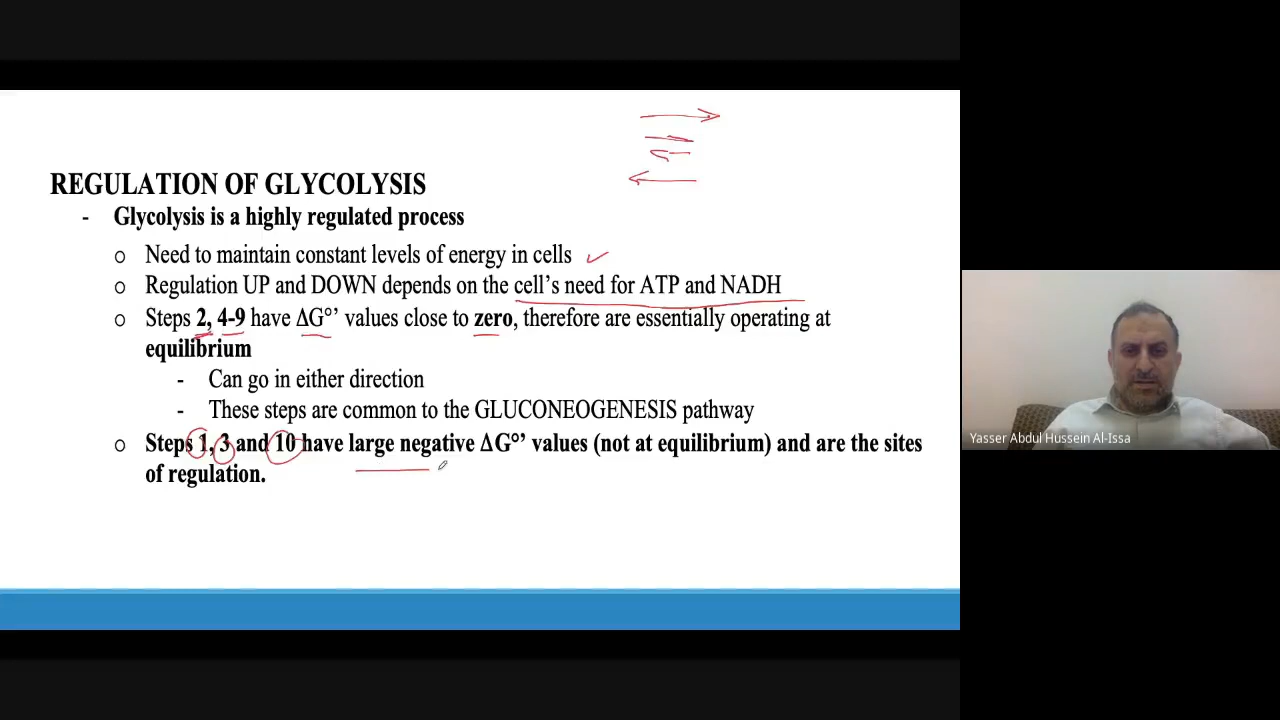 REGULATION OF GLYCOLYSIS
- Glycolysis is a highly regulated process
o Need to maintain constant levels of energy in cells
o Regulation UP and DOWN depends on the cell's need for ATP and NADH
o Steps 2, 4-9 have ΔG°’ values close to zero, therefore are essentially operating at
equilibrium
- Can go in either direction
- These steps are common to the GLUCONEOGENESIS pathway
o Steps 1, 3 and 10 have large negative ΔG°’ values (not at equilibrium) and are the sites
of regulation.
Yasser Abdul Hussein Al-Issa